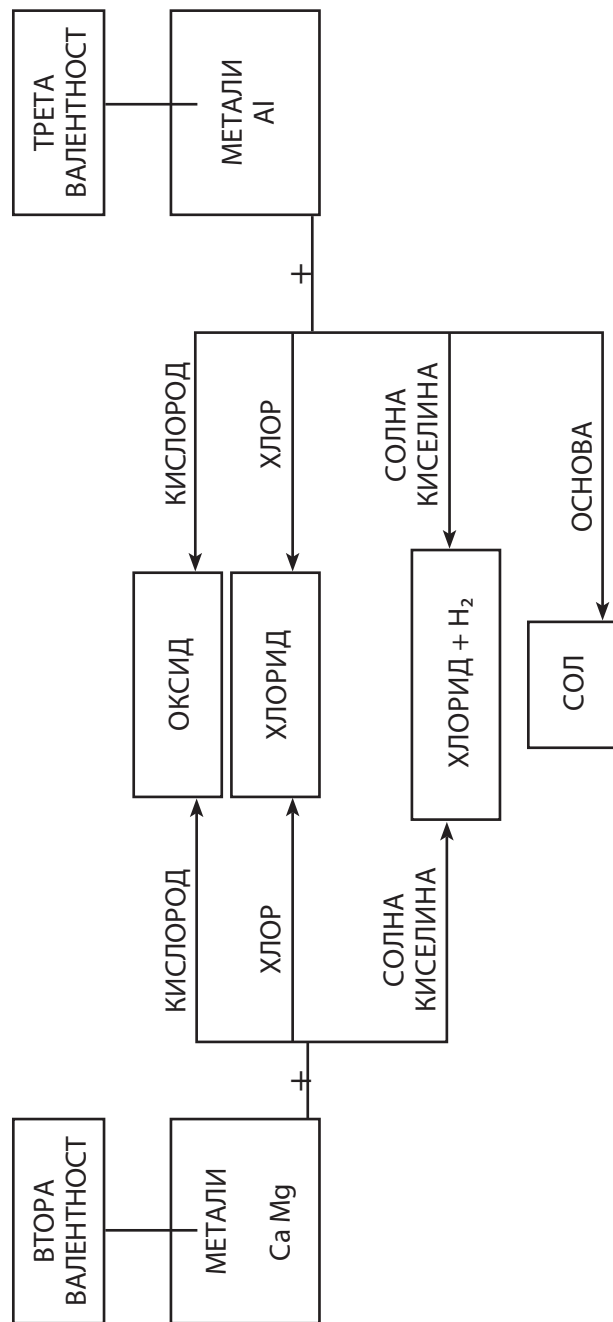 ВТОРА
ВАЛЕНТНОСТ
МЕТАЛИ
Ca Mg
+
КИСЛОРОД
ХЛОР
СОЛНА
КИСЕЛИНА
ОКСИД
ХЛОРИД
ХЛОРИД + H₂
СОЛ
КИСЛОРОД
ХЛОР
СОЛНА
КИСЕЛИНА
ОСНОВА
+
ТРЕТА
ВАЛЕНТНОСТ
МЕТАЛИ
Al